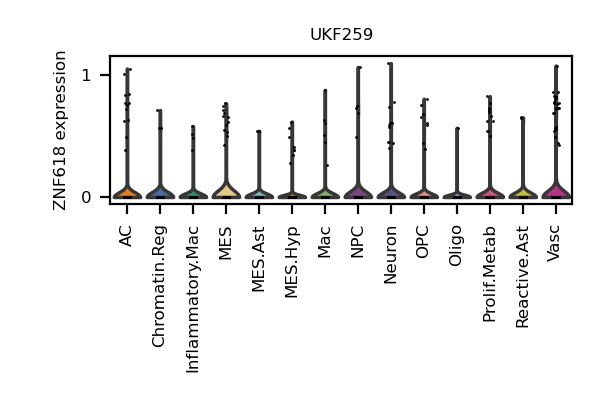 UKF259
ZNF618 expression
1
0
AC
Chromatin.Reg
Inflammatory.Mac
MES
MES.Ast
MES.Hyp
Mac
NPC
Neuron
OPC
Oligo
Prolif.Metab
Reactive.Ast
Vasc